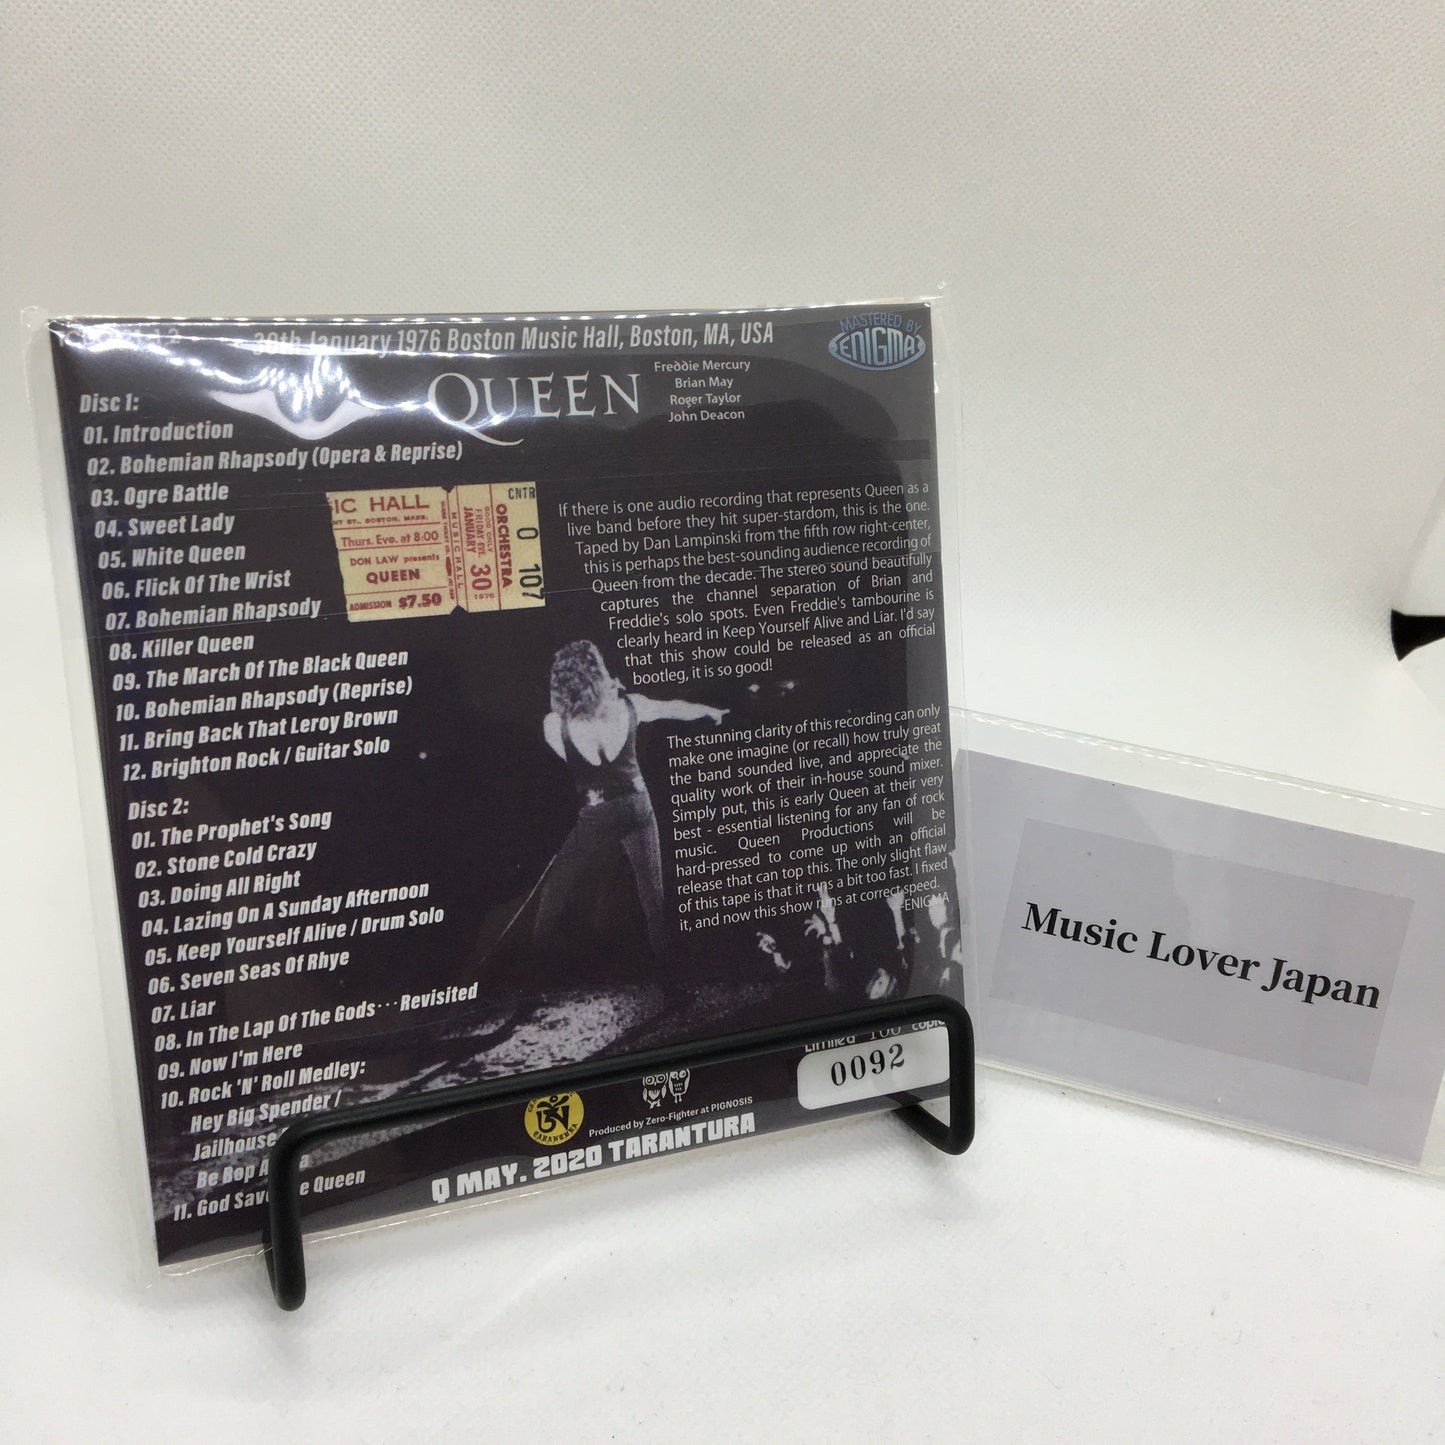 30th January 1976 Boston Music Hall, Boston, MA, USA
MASTERED BY
ENIGMA
QUEEN
Freddie Mercury
Brian May
Roger Taylor
John Deacon
Disc 1:
01. Introduction
02. Bohemian Rhapsody (Opera & Reprise)
03. Ogre Battle
04. Sweet Lady
05. White Queen
06. Flick Of The Wrist
07. Bohemian Rhapsody
08. Killer Queen
09. The March Of The Black Queen
10. Bohemian Rhapsody (Reprise)
11. Bring Back That Leroy Brown
12. Brighton Rock / Guitar Solo
Disc 2:
01. The Prophet's Song
02. Stone Cold Crazy
03. Doing All Right
04. Lazing On A Sunday Afternoon
05. Keep Yourself Alive / Drum Solo
06. Seven Seas Of Rhye
07. Liar
08. In The Lap Of The Gods···Revisited
09. Now I'm Here
10. Rock 'N' Roll Medley:
Hey Big Spender /
Jailhouse
Be Bop
11. God Save Queen
SIC HALL
BOSTON, MASS.
Thurs. Eve. at 8:00
DON LAW presents
QUEEN
ADMISSION $7.50
MUSIC HALL
FRIDAY EVE.
JANUARY 30
1976
ORCHESTRA
CNTR
O 107
If there is one audio recording that represents Queen as a
live band before they hit super-stardom, this is the one.
Taped by Dan Lampinski from the fifth row right-center,
this is perhaps the best-sounding audience recording of
Queen from the decade. The stereo sound beautifully
captures the channel separation of Brian and
Freddie's solo spots. Even Freddie's tambourine is
clearly heard in Keep Yourself Alive and Liar. I'd say
that this show could be released as an official
bootleg, it is so good!
The stunning clarity of this recording can only
make one imagine (or recall) how truly great
the band sounded live, and appreciate the
quality work of their in-house sound mixer.
Simply put, this is early Queen at their very
best - essential listening for any fan of rock
music. Queen Productions will be
hard-pressed to come up with an official
release that can top this. The only slight flaw
of this tape is that it runs a bit too fast. I fixed
it, and now this show runs at correct speed.
-ENIGMA
Limited 100 copies
0092
TARANTURA
Produced by Zero-Fighter at PIGNOSIS
Q MAY. 2020 TARANTURA
Music Lover Japan